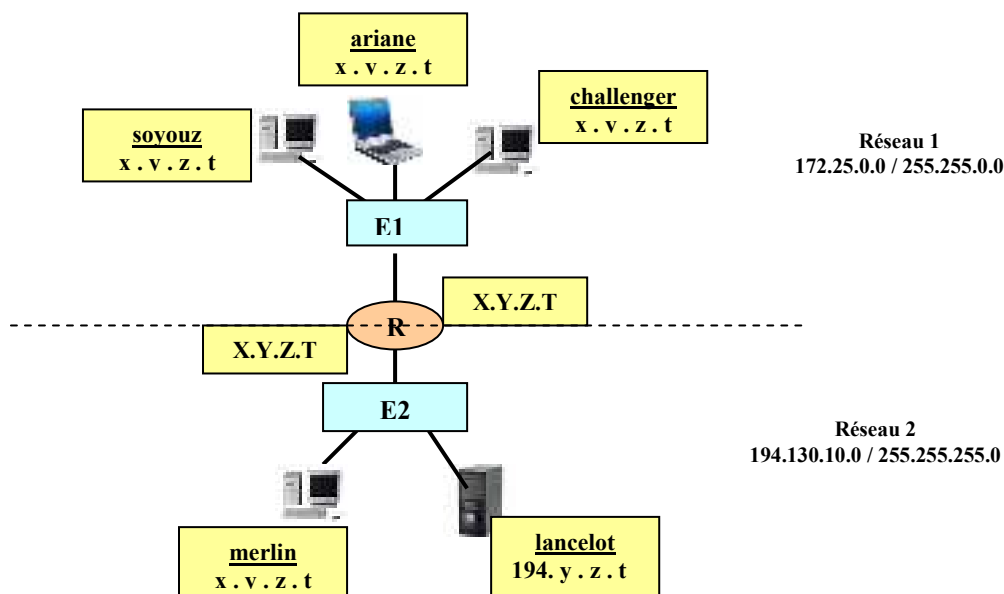 ariane
x . v . z . t
challenger
x . v . z . t
soyouz
x . v . z . t
Réseau 1
172.25.0.0 / 255.255.0.0
E1
X.Y.Z.T
R
X.Y.Z.T
E2
Réseau 2
194.130.10.0 / 255.255.255.0
merlin
x . v . z . t
lancelot
194. y . z . t